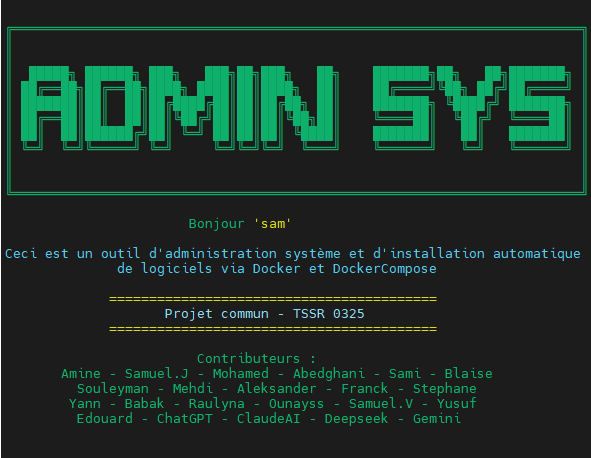 ADMIN SYS
Bonjour 'sam'
Ceci est un outil d'administration système et d'installation automatique
de logiciels via Docker et DockerCompose
=========================================
Projet commun - TSSR 0325
=========================================
Contributeurs :
Amine - Samuel.J - Mohamed - Abedghani - Sami - Blaise
Souleyman - Mehdi - Aleksander - Franck - Stephane
Yann - Babak - Raulyna - Ounayss - Samuel.V - Yusuf
Edouard - ChatGPT - ClaudeAI - Deepseek - Gemini